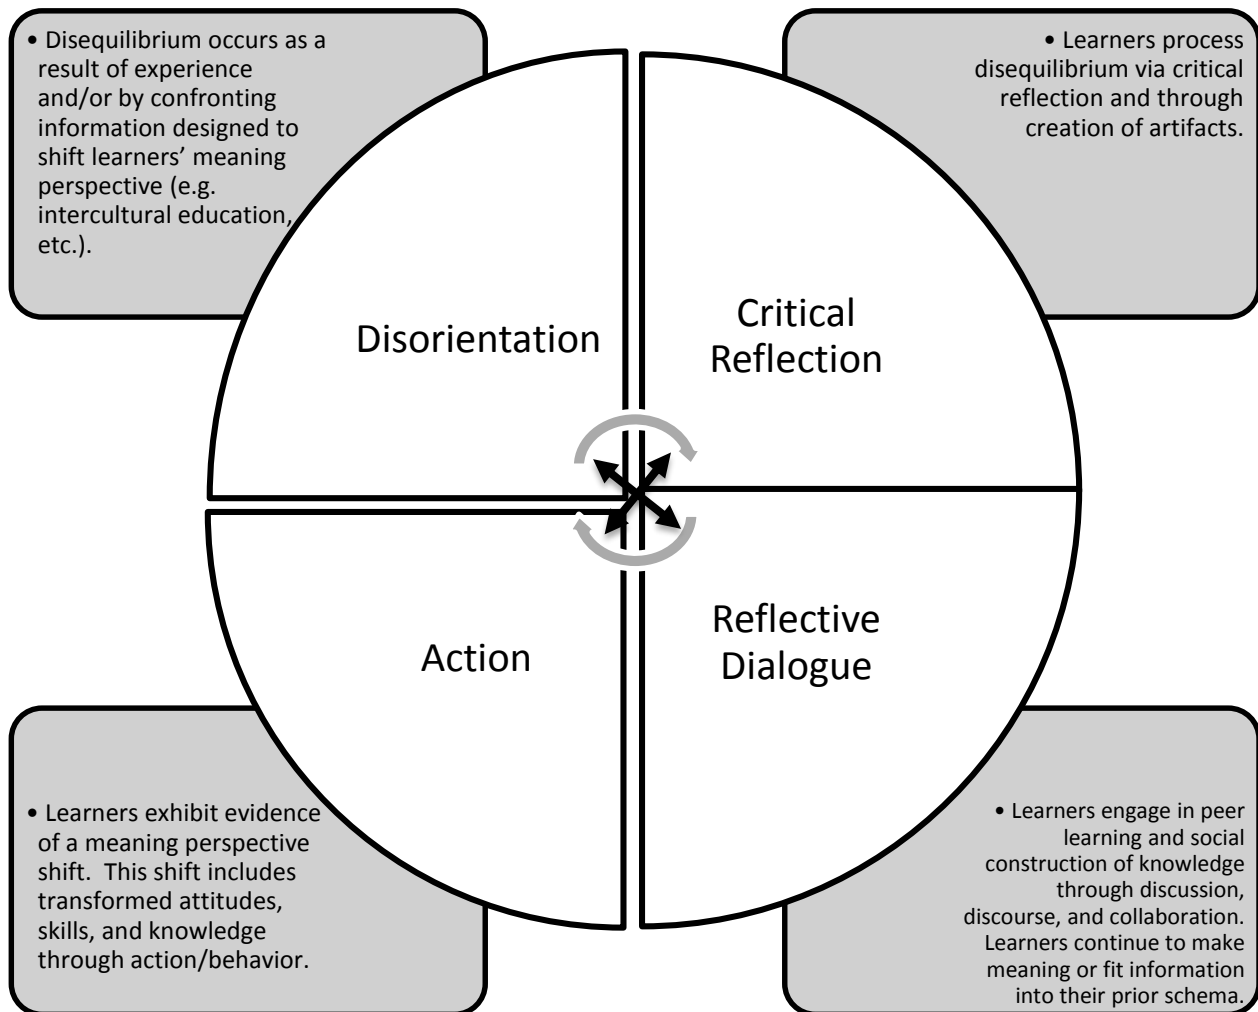 • Disequilibrium occurs as a
result of experience
and/or by confronting
information designed to
shift learners’ meaning
perspective (e.g.
intercultural education,
etc.).
• Learners process
disequilibrium via critical
reflection and through
creation of artifacts.
Disorientation
Critical
Reflection
Action
Reflective
Dialogue
• Learners exhibit evidence
of a meaning perspective
shift.  This shift includes
transformed attitudes,
skills, and knowledge
through action/behavior.
• Learners engage in peer
learning and social
construction of knowledge
through discussion,
discourse, and collaboration.
Learners continue to make
meaning or fit information
into their prior schema.